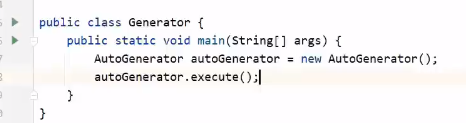 public class Generator {
public static void main(String[] args) {
AutoGenerator autoGenerator = new AutoGenerator();
autoGenerator.execute();
}
}